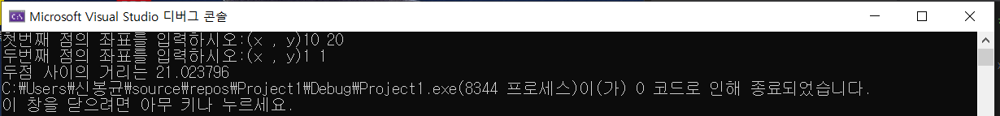 Microsoft Visual Studio 디버그 콘솔
첫번째 점의 좌표를 입력하시오:(x , y)10 20
두번째 점의 좌표를 입력하시오:(x , y)1 1
두점 사이의 거리는 21.023796
C:\Users\신봉균\source\repos\Project1\Debug\Project1.exe(8344 프로세스)이(가) 0 코드로 인해 종료되었습니다.
이 창을 닫으려면 아무 키나 누르세요.